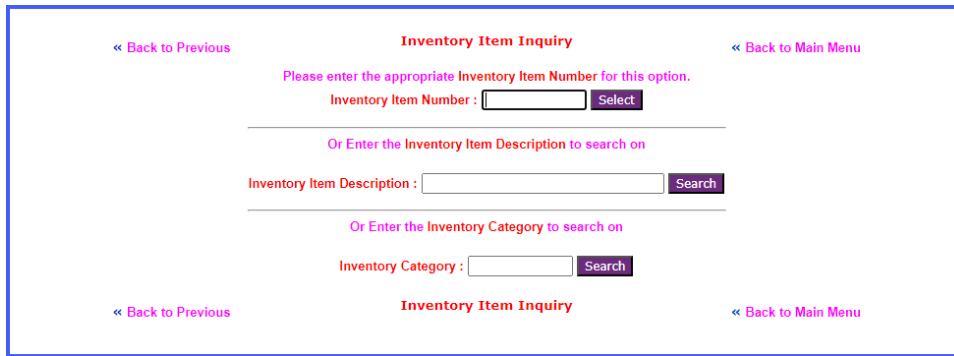 « Back to Previous
Inventory Item Inquiry
« Back to Main Menu
Please enter the appropriate Inventory Item Number for this option.
Inventory Item Number : Select
Or Enter the Inventory Item Description to search on
Inventory Item Description : Search
Or Enter the Inventory Category to search on
Inventory Category : Search
« Back to Previous
Inventory Item Inquiry
« Back to Main Menu